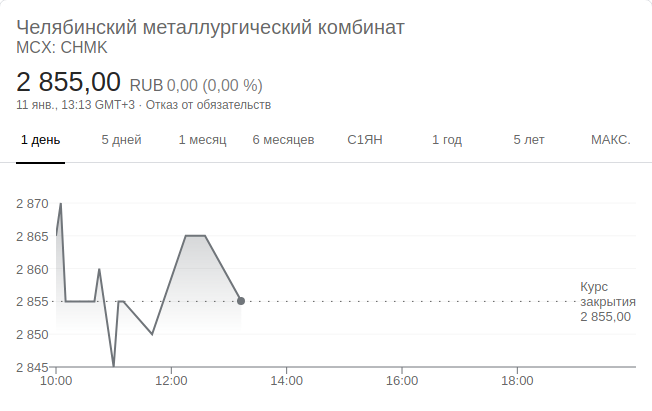 Челябинский металлургический комбинат
MCX: CHMK
2 855,00 RUB 0,00 (0,00 %)
11 янв., 13:13 GMT+3 · Отказ от обязательств
1 день 5 дней 1 месяц 6 месяцев С1ЯН 1 год 5 лет МАКС.
2 870
2 865
2 860
2 855
2 850
2 845
Курс
закрытия
2 855,00
10:00 12:00 14:00 16:00 18:00